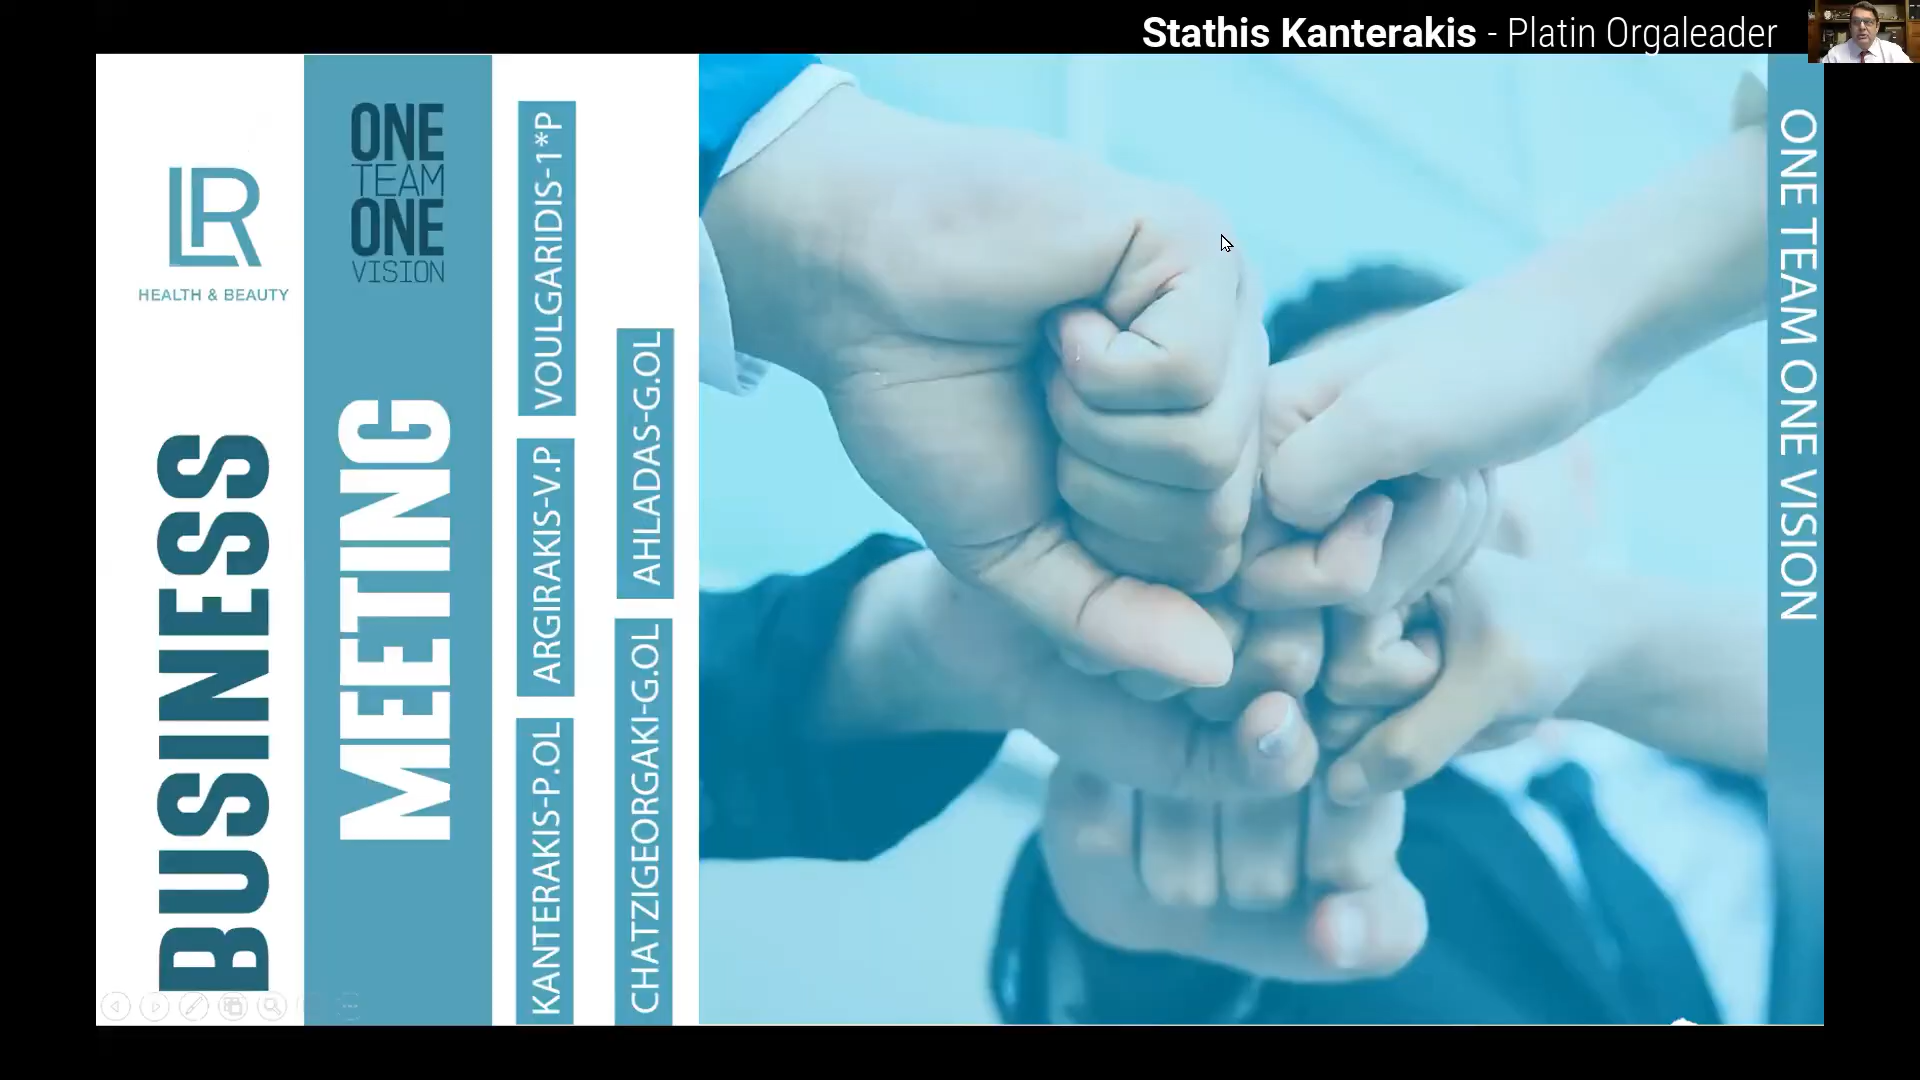 Stathis Kanterakis - Platin Orgaleader
LR
HEALTH & BEAUTY
BUSINESS
ONE
TEAM
ONE
VISION
MEETING
VOULGARIDIS-1*P
ARGIRAKIS-V.P
KANTERAKIS-P.OL
AHLADAS-G.OL
CHATZIGEORGAKI-G.OL
ONE TEAM ONE VISION